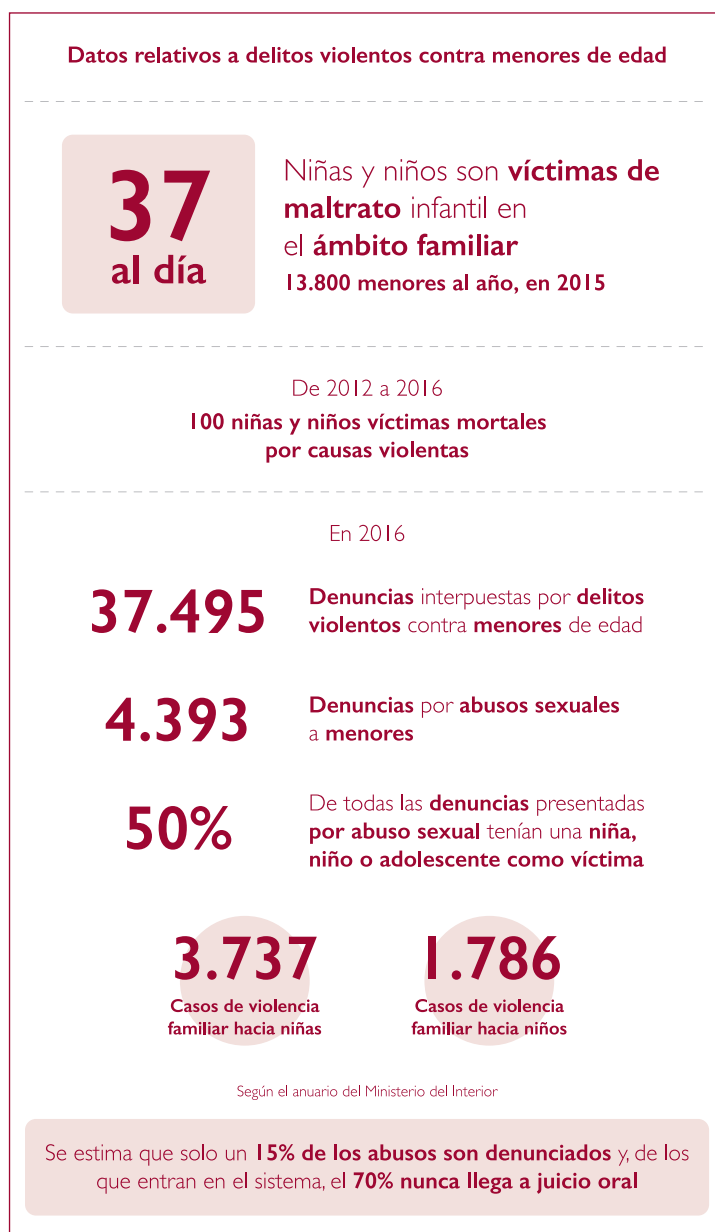 Datos relativos a delitos violentos contra menores de edad
37
al día
Niñas y niños son víctimas de
maltrato infantil en
el ámbito familiar
13.800 menores al año, en 2015
De 2012 a 2016
100 niñas y niños víctimas mortales
por causas violentas
En 2016
37.495
Denuncias interpuestas por delitos
violentos contra menores de edad
4.393
Denuncias por abusos sexuales
a menores
50%
De todas las denuncias presentadas
por abuso sexual tenían una niña,
niño o adolescente como víctima
3.737
Casos de violencia
familiar hacia niñas
1.786
Casos de violencia
familiar hacia niños
Según el anuario del Ministerio del Interior
Se estima que solo un 15% de los abusos son denunciados y, de los
que entran en el sistema, el 70% nunca llega a juicio oral